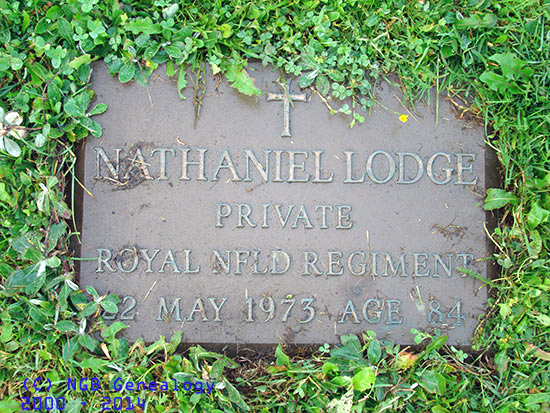 NATHANIEL LODGE
PRIVATE
ROYAL NFLD REGIMENT
22 MAY 1973 AGE 84
(C) NGB Genealogy
2000 - 2014